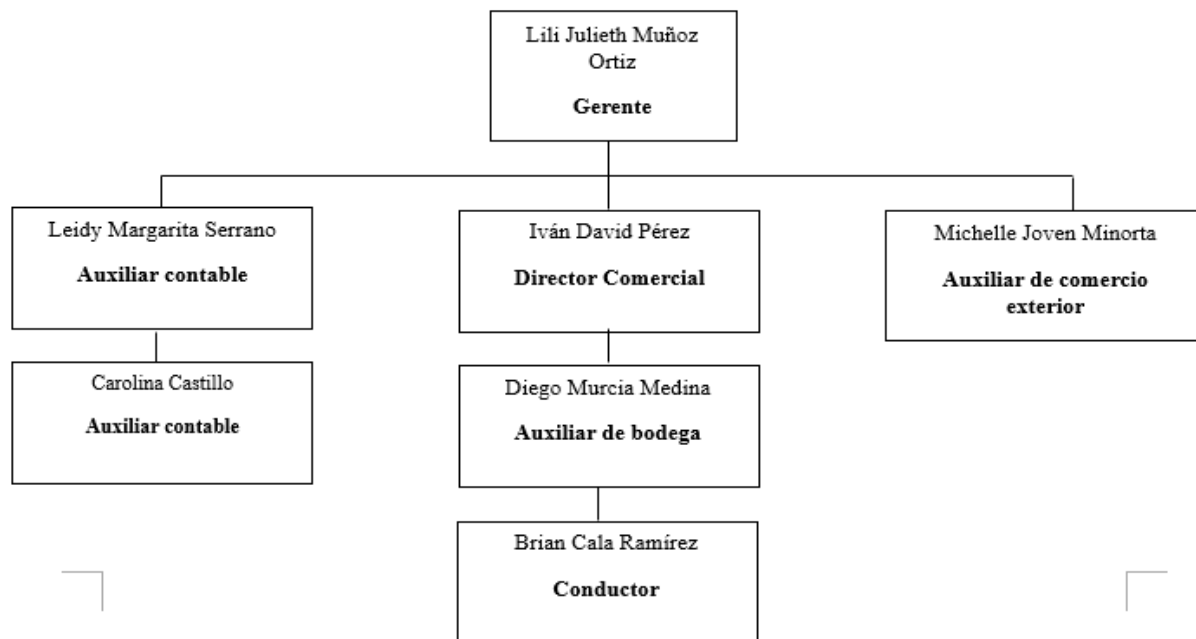 Lili Julieth Muñoz
Ortiz
Gerente
Leidy Margarita Serrano
Auxiliar contable
Iván David Pérez
Director Comercial
Michelle Joven Minorta
Auxiliar de comercio
exterior
Carolina Castillo
Auxiliar contable
Diego Murcia Medina
Auxiliar de bodega
Brian Cala Ramírez
Conductor